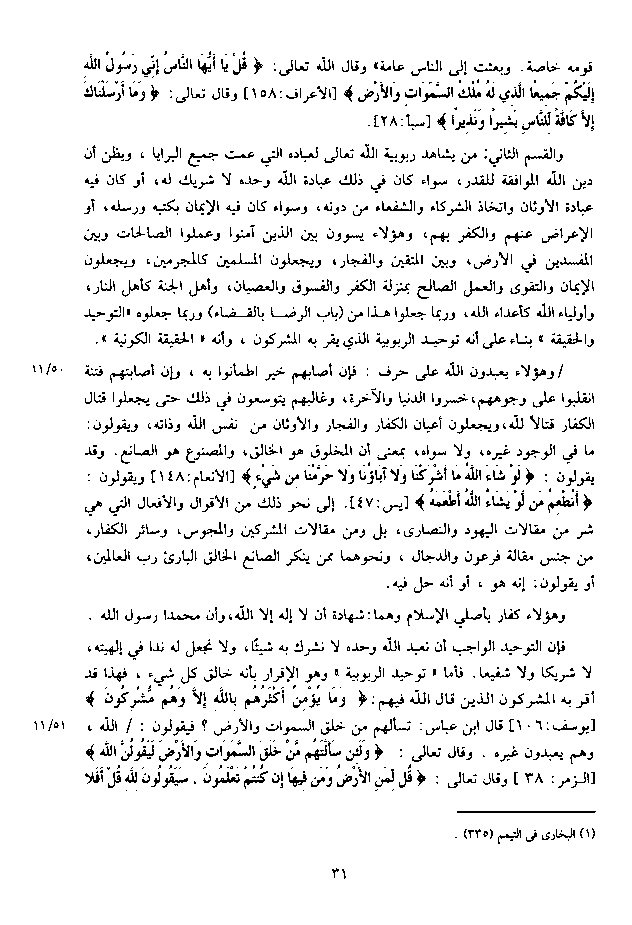 قومه خاصة. وبعثت إلى الناس عامة» وقال الله تعالى: ﴿ قُلْ يَا أَيُّهَا النَّاسُ إِنِّي رَسُولُ اللَّه
إِلَيْكُمْ جَمِيعًا الَّذِي لَهُ مُلْكُ السَّمَوَاتِ وَالأَرْضِ ﴾ [الأعراف:١٥٨] وقال تعالى: ﴿ وَمَا أَرْسَلْنَاكَ
إِلاَّ كَافَّةً لِّلنَّاسِ بَشِيرًا وَنَذِيرًا ﴾ [سبأ:٢٨].
والقسم الثاني: من يشاهد ربوبية الله تعالى لعباده التي عمت جميع البرايا ، ويظن أن
دين الله الموافقة للقدر، سواء كان في ذلك عبادة الله وحده لا شريك له، أو كان فيه
عبادة الأوثان واتخاذ الشركاء والشفعاء من دونه، وسواء كان فيه الإيمان بكتبه ورسله، أو
الإعراض عنهم والكفر بهم، وهؤلاء يسوون بين الذين آمنوا وعملوا الصالحات وبين
المفسدين في الأرض، وبين المتقين والفجار، ويجعلون المسلمين كالمجرمين، ويجعلون
الإيمان والتقوى والعمل الصالح بمنزلة الكفر والفسوق والعصيان، وأهل الجنة كأهل النار،
وأولياء الله كأعداء الله، وربما جعلوا هذا من (باب الرضا بالقضاء) وربما جعلوه «التوحيد
والحقيقة » بناء على أنه توحيد الربوبية الذي يقر به المشركون ، وأنه « الحقيقة الكونية ».
/ وهؤلاء يعبدون الله على حرف : فإن أصابهم خير اطمأنوا به ، وإن أصابتهم فتنة ١١/٥٠
انقلبوا على وجوههم،خسروا الدنيا والآخرة، وغالبهم يتوسعون في ذلك حتى يجعلوا قتال
الكفار قتالاً لله،ويجعلون أعيان الكفار والفجار والأوثان من نفس الله وذاته، ويقولون:
ما في الوجود غيره، ولا سواه، بمعنى أن المخلوق هو الخالق، والمصنوع هو الصانع. وقد
يقولون : ﴿ لَوْ شَاءَ اللَّهُ مَا أَشْرَكْنَا وَلا آبَاؤُنَا وَلا حَرَّمْنَا مِن شَيْءٍ ﴾ [الأنعام:١٤٨] ويقولون :
﴿ أَنُطْعِمُ مَن لَّوْ يَشَاءُ اللَّهُ أَطْعَمَهُ ﴾ [يس:٤٧]. إلى نحو ذلك من الأقوال والأفعال التي هي
شر من مقالات اليهود والنصارى، بل ومن مقالات المشركين والمجوس، وسائر الكفار،
من جنس مقالة فرعون والدجال ، ونحوهما ممن ينكر الصانع الخالق البارئ رب العالمين،
أو يقولون: إنه هو ، أو أنه حل فيه.
وهؤلاء كفار بأصلي الإسلام وهما:شهادة أن لا إله إلا الله،وأن محمدا رسول الله .
فإن التوحيد الواجب أن نعبد الله وحده لا نشرك به شيئًا، ولا نجعل له ندا في إلهيته،
لا شريكا ولا شفيعا. فأما « توحيد الربوبية » وهو الإقرار بأنه خالق كل شيء ، فهذا قد
أقر به المشركون الذين قال الله فيهم:﴿ وَمَا يُؤْمِنُ أَكْثَرُهُم بِاللَّهِ إِلاَّ وَهُم مُّشْرِكُونَ ﴾
[يوسف:١٠٦] قال ابن عباس: تسألهم من خلق السموات والأرض ؟ فيقولون : / الله ، ١١/٥١
وهم يعبدون غيره . وقال تعالى : ﴿ وَلَئِن سَأَلْتَهُم مَّنْ خَلَقَ السَّمَوَاتِ وَالأَرْضَ لَيَقُولُنَّ اللَّه ﴾
[الزمر: ٣٨ ] وقال تعالى : ﴿ قُل لِّمَنِ الأَرْضُ وَمَن فِيهَا إِن كُنتُمْ تَعْلَمُونَ . سَيَقُولُونَ لِلَّهِ قُلْ أَفَلا
(١) البخارى فى التيمم (٣٣٥) .
٣١